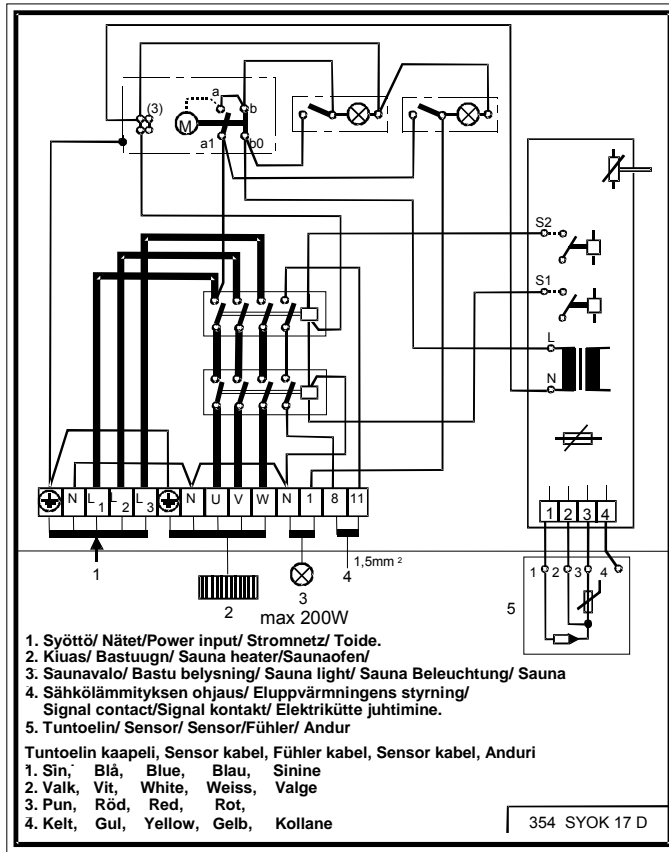 (3)
a
b
M
a1
b0
S2
S1
L
N
N L1 L2 L3 N U V W N 1 8 11
1 2 3 4
1,5mm ²
1
2
3
4
1 2 3 4
5
max 200W
1. Syöttö/ Nätet/Power input/ Stromnetz/ Toide.
2. Kiuas/ Bastuugn/ Sauna heater/Saunaofen/
3. Saunavalo/ Bastu belysning/ Sauna light/ Sauna Beleuchtung/ Sauna
4. Sähkölämmityksen ohjaus/ Eluppvärmningens styrning/
Signal contact/Signal kontakt/ Elektrikütte juhtimine.
5. Tuntoelin/ Sensor/ Sensor/Fühler/ Andur
Tuntoelin kaapeli, Sensor kabel, Fühler kabel, Sensor kabel, Anduri
1. Sin, Blå, Blue, Blau, Sinine
2. Valk, Vit, White, Weiss, Valge
3. Pun, Röd, Red, Rot,
4. Kelt, Gul, Yellow, Gelb, Kollane
354 SYOK 17 D